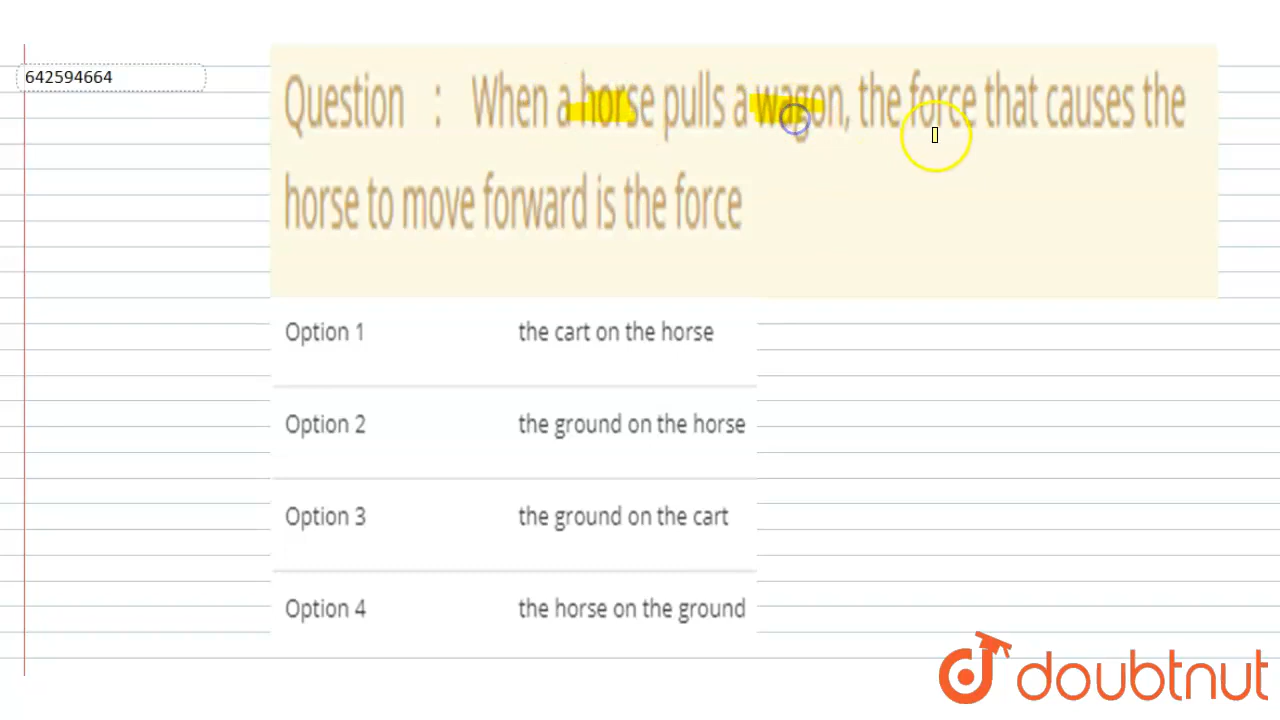 642594664
Question : When a horse pulls a wagon, the force that causes the
horse to move forward is the force
Option 1 the cart on the horse
Option 2 the ground on the horse
Option 3 the ground on the cart
Option 4 the horse on the ground
doubtnut